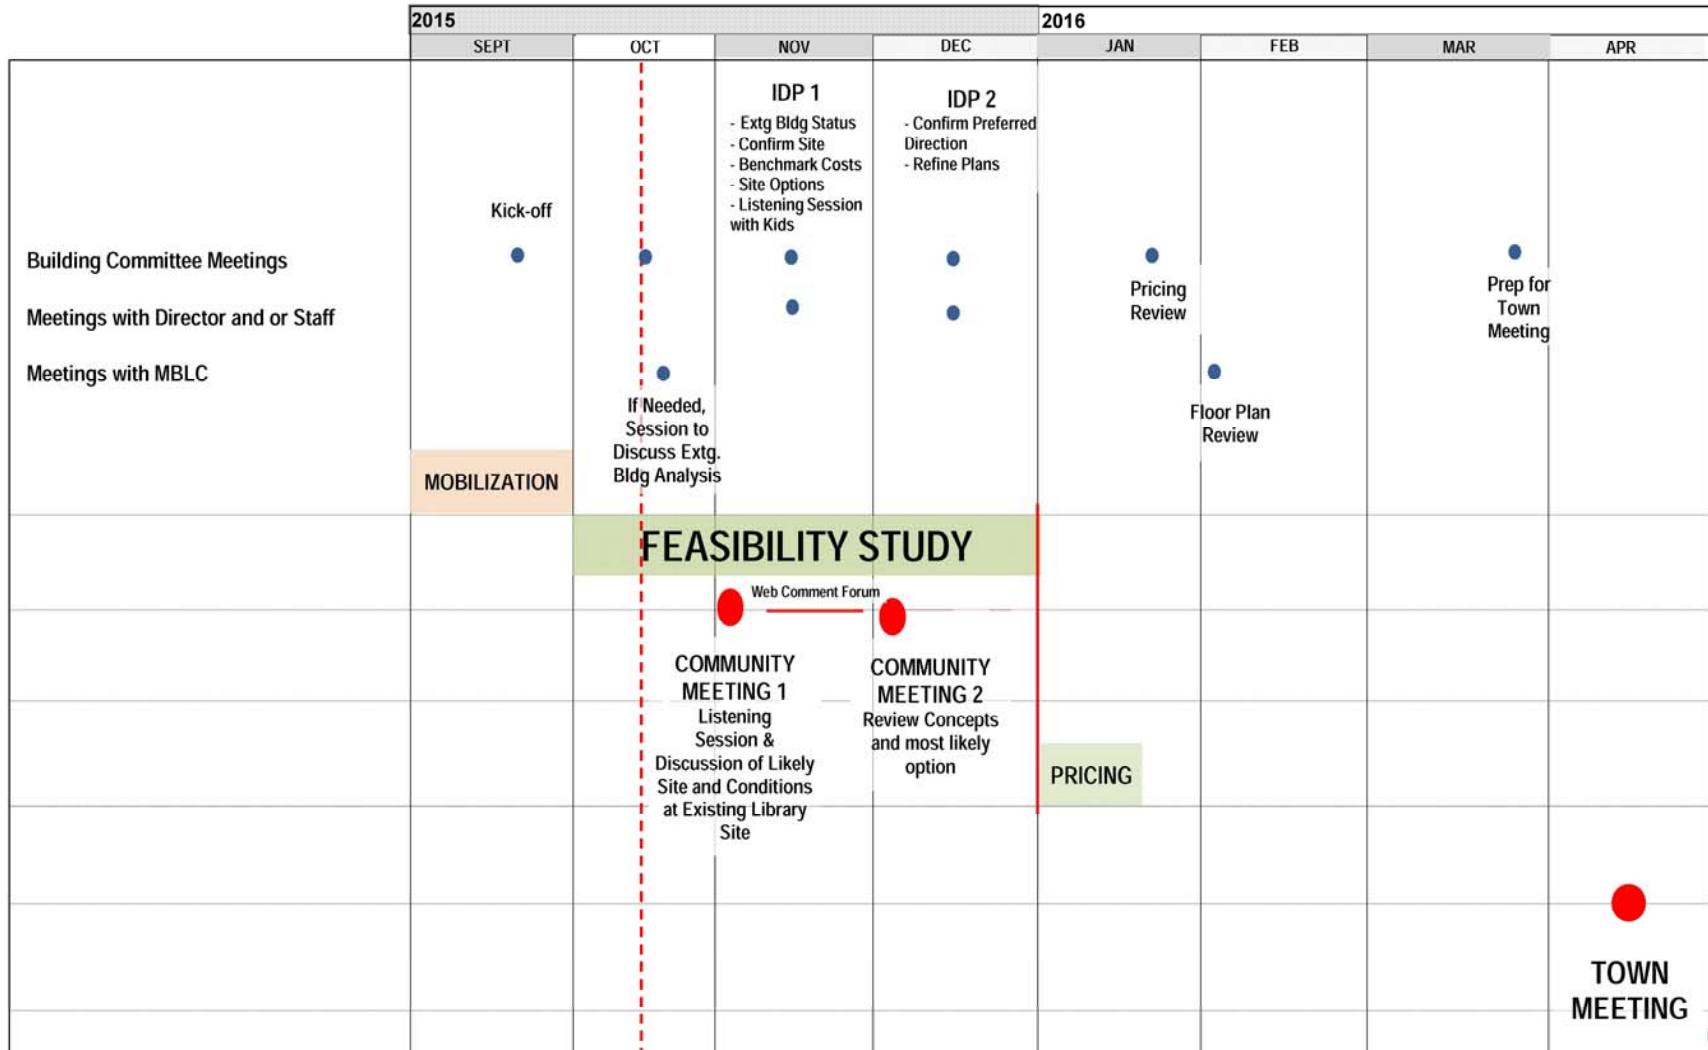 2015
2016
SEPT
OCT
NOV
DEC
JAN
FEB
MAR
APR
IDP 1
- Extg Bldg Status
- Confirm Site
- Benchmark Costs
- Site Options
- Listening Session
with Kids
IDP 2
- Confirm Preferred
Direction
- Refine Plans
Kick-off
Building Committee Meetings
Pricing
Review
Prep for
Town
Meeting
Meetings with Director and or Staff
Meetings with MBLC
If Needed,
Session to
Discuss Extg.
Bldg Analysis
Floor Plan
Review
MOBILIZATION
FEASIBILITY STUDY
Web Comment Forum
COMMUNITY
MEETING 1
Listening
Session &
Discussion of Likely
Site and Conditions
at Existing Library
Site
COMMUNITY
MEETING 2
Review Concepts
and most likely
option
PRICING
TOWN
MEETING